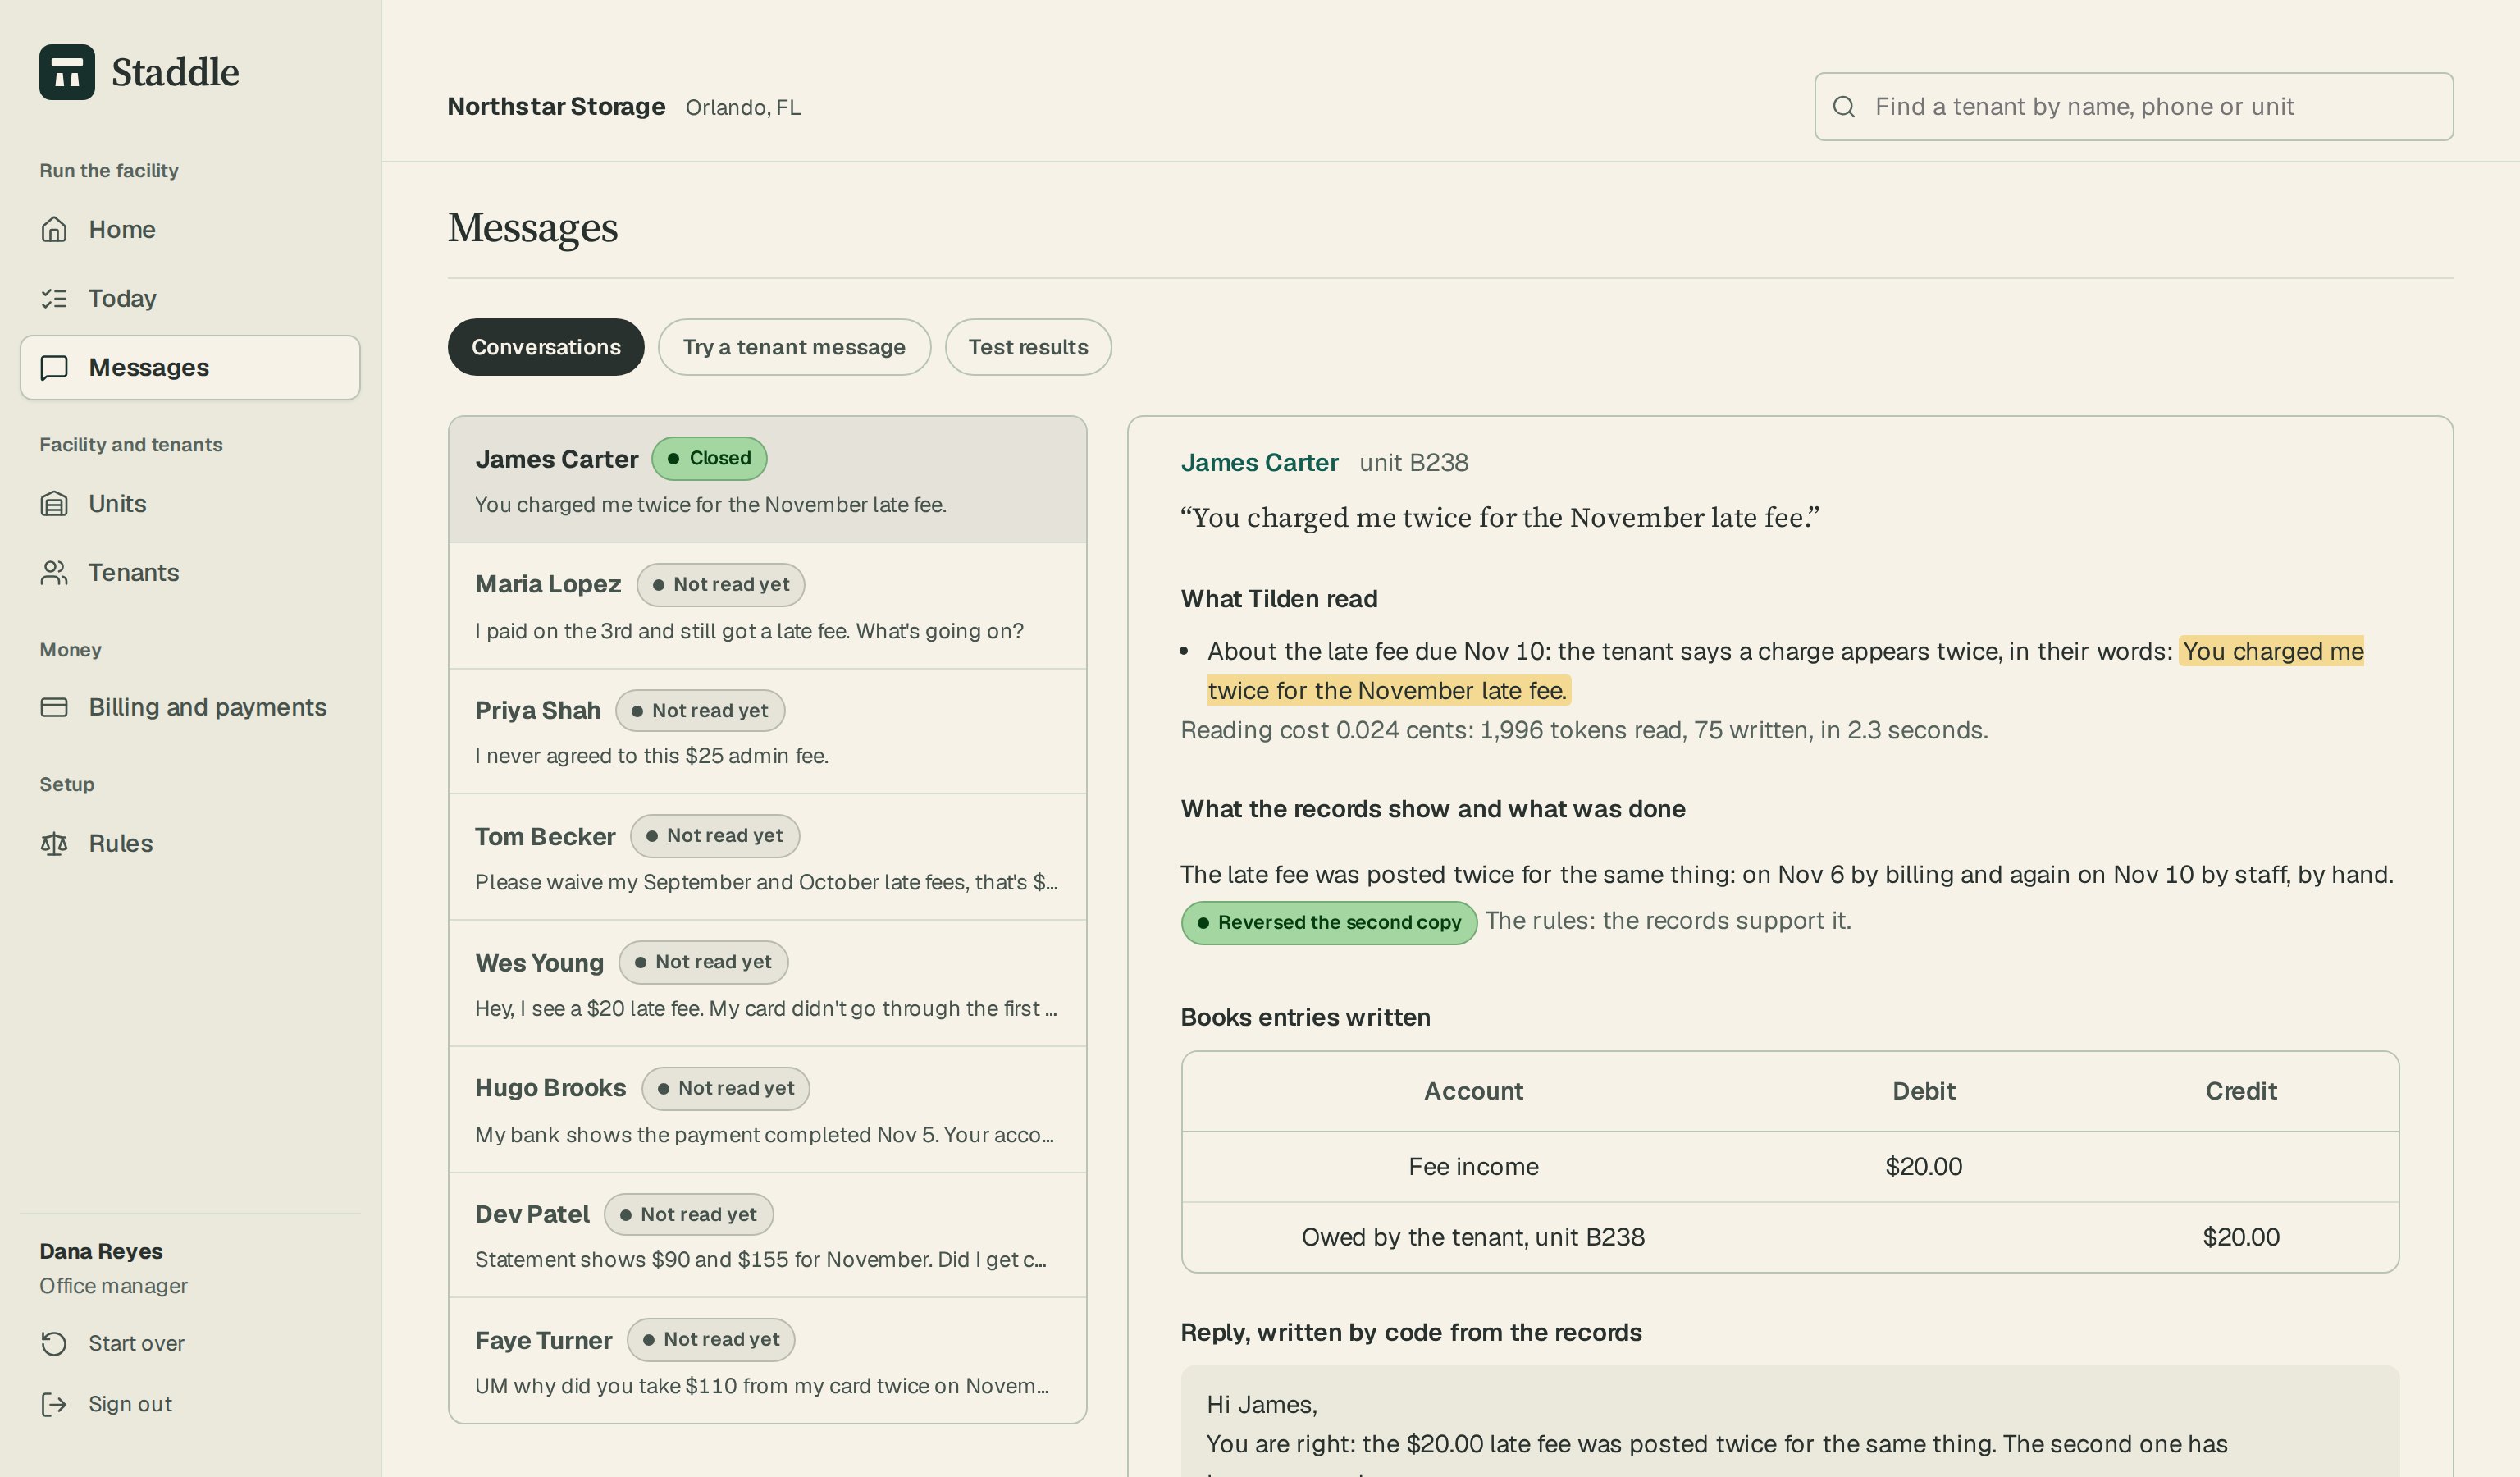 Staddle
Run the facility
Home
Today
Messages
Facility and tenants
Units
Tenants
Money
Billing and payments
Setup
Rules
Dana Reyes
Office manager
Start over
Sign out
Northstar Storage Orlando, FL
Find a tenant by name, phone or unit
Messages
Conversations Try a tenant message Test results
James Carter Closed
You charged me twice for the November late fee.
Maria Lopez Not read yet
I paid on the 3rd and still got a late fee. What's going on?
Priya Shah Not read yet
I never agreed to this $25 admin fee.
Tom Becker Not read yet
Please waive my September and October late fees, that's $...
Wes Young Not read yet
Hey, I see a $20 late fee. My card didn't go through the first ...
Hugo Brooks Not read yet
My bank shows the payment completed Nov 5. Your acco...
Dev Patel Not read yet
Statement shows $90 and $155 for November. Did I get c...
Faye Turner Not read yet
UM why did you take $110 from my card twice on Novem...
James Carter unit B238
“You charged me twice for the November late fee.”
What Tilden read
• About the late fee due Nov 10: the tenant says a charge appears twice, in their words: You charged me
twice for the November late fee.
Reading cost 0.024 cents: 1,996 tokens read, 75 written, in 2.3 seconds.
What the records show and what was done
The late fee was posted twice for the same thing: on Nov 6 by billing and again on Nov 10 by staff, by hand.
Reversed the second copy The rules: the records support it.
Books entries written
Account Debit Credit
Fee income $20.00
Owed by the tenant, unit B238 $20.00
Reply, written by code from the records
Hi James,
You are right: the $20.00 late fee was posted twice for the same thing. The second one has